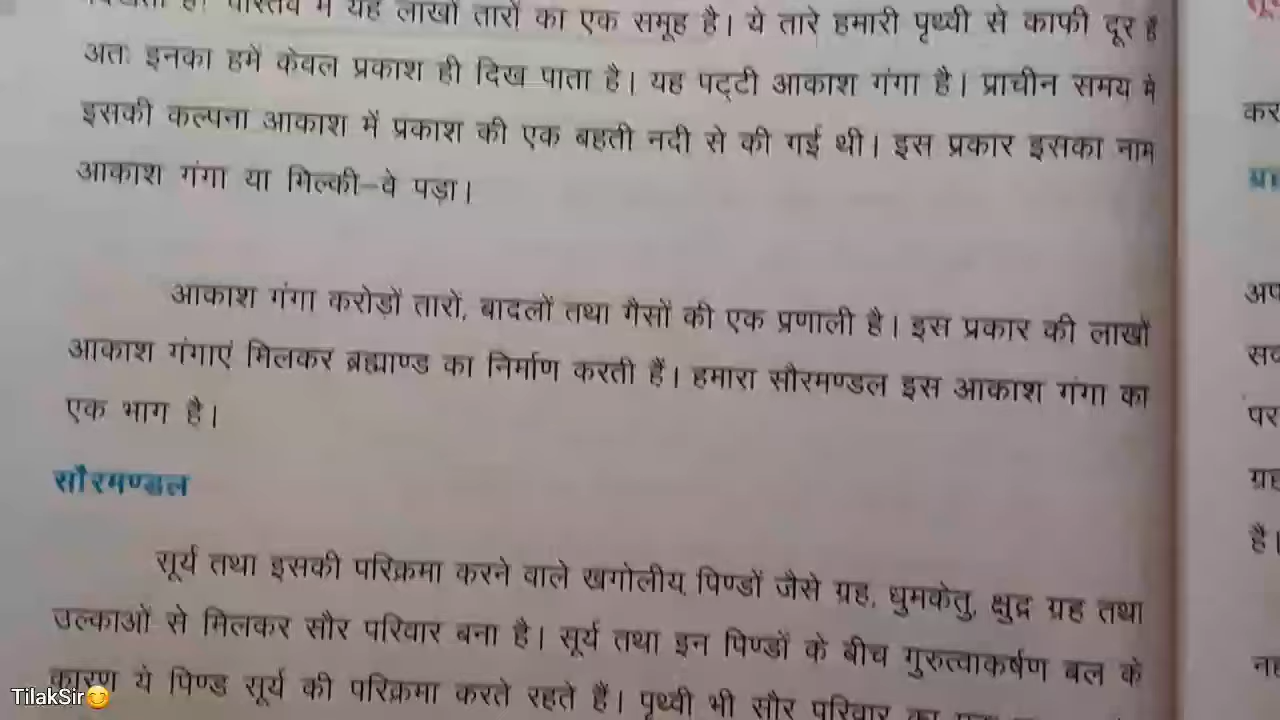 में यह लाखों तारों का एक समूह है। ये तारे हमारी पृथ्वी से काफी दूर हैं
अतः इनका हमें केवल प्रकाश ही दिख पाता है। यह पट्टी आकाश गंगा है। प्राचीन समय में
इसकी कल्पना आकाश में प्रकाश की एक बहती नदी से की गई थी। इस प्रकार इसका नाम
आकाश गंगा या मिल्की-वे पड़ा।
आकाश गंगा करोड़ों तारों, बादलों तथा गैसों की एक प्रणाली है। इस प्रकार की लाखों
आकाश गंगाएं मिलकर ब्रह्माण्ड का निर्माण करती हैं। हमारा सौरमण्डल इस आकाश गंगा का
एक भाग है।
सौरमण्डल
सूर्य तथा इसकी परिक्रमा करने वाले खगोलीय पिण्डों जैसे ग्रह, धुमकेतु, क्षुद्र ग्रह तथा
उल्काओं से मिलकर सौर परिवार बना है। सूर्य तथा इन पिण्डों के बीच गुरुत्वाकर्षण बल के
कारण ये पिण्ड सूर्य की परिक्रमा करते रहते हैं। पृथ्वी भी सौर परिवार का
TilakSir😊
पर
है।